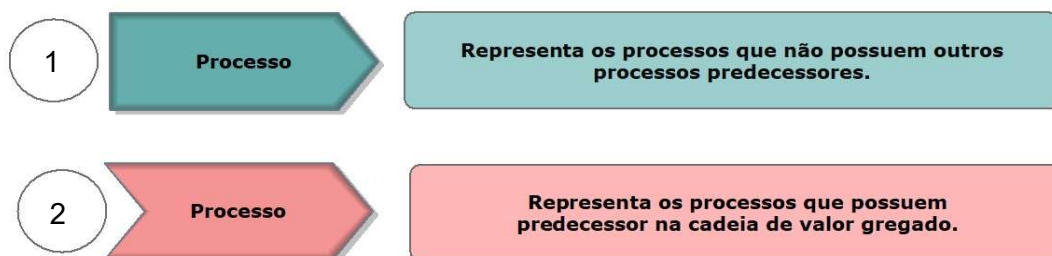 1
Processo
Representa os processos que não possuem outros
processos predecessores.
2
Processo
Representa os processos que possuem
predecessor na cadeia de valor gregado.